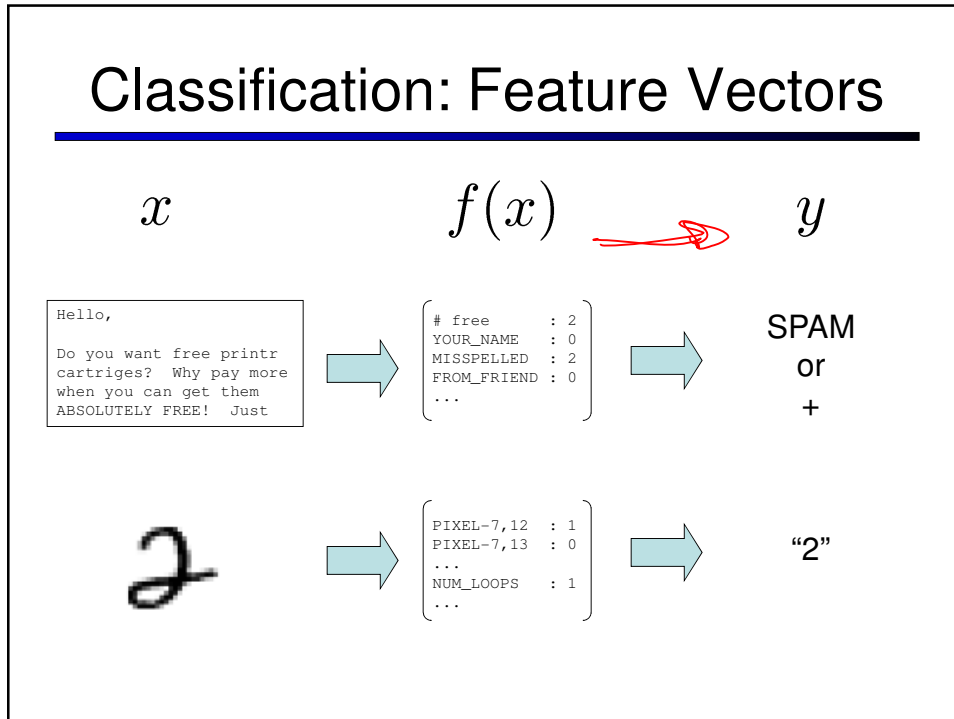 Classification: Feature Vectors
x f(x) y
Hello,
Do you want free printr
cartriges? Why pay more
when you can get them
ABSOLUTELY FREE! Just
# free : 2
YOUR_NAME : 0
MISSPELLED : 2
FROM_FRIEND : 0
...
SPAM
or
+
2
PIXEL-7,12 : 1
PIXEL-7,13 : 0
...
NUM_LOOPS : 1
...
“2”